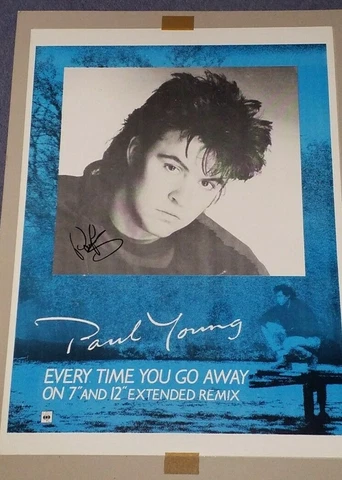 Paul Young
EVERY TIME YOU GO AWAY
ON 7" AND 12" EXTENDED REMIX